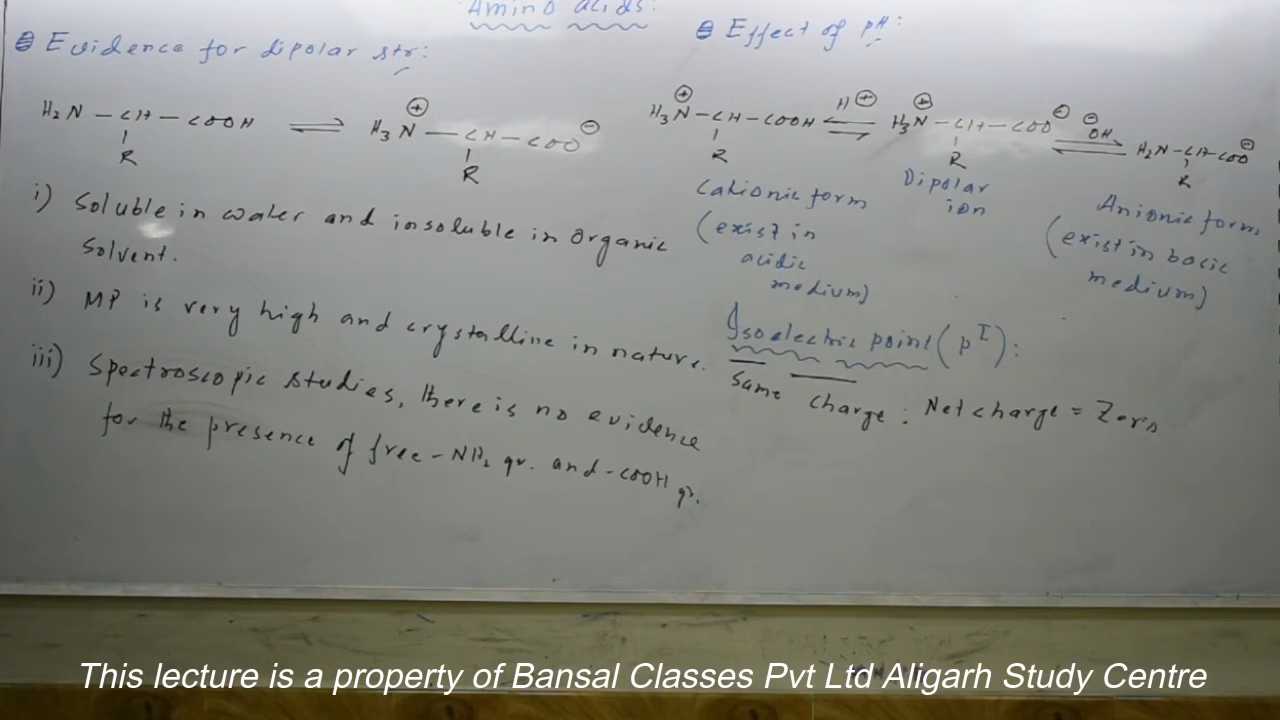 Amino acids:
Evidence for dipolar str:
H₂N – CH – COOH ⇌ H₃N⊕ – CH – COO⊖
R R
i) Soluble in water and insoluble in organic
solvent.
ii) MP is very high and crystalline in nature.
iii) Spectroscopic studies, there is no evidence
for the presence of free –NH₂ gr. and –COOH gr.
Effect of pH:
H₃N⊕ – CH – COOH ⇌ H⊕ H₃N⊕ – CH – COO⊖ ⇌ ⊖OH H₂N – CH – COO⊖
R R R
Cationic form
(exist in
acidic
medium)
Dipolar
ion
Anionic form
(exist in basic
medium)
Isoelectric point (pI):
Same charge : Net charge = Zero
This lecture is a property of Bansal Classes Pvt Ltd Aligarh Study Centre